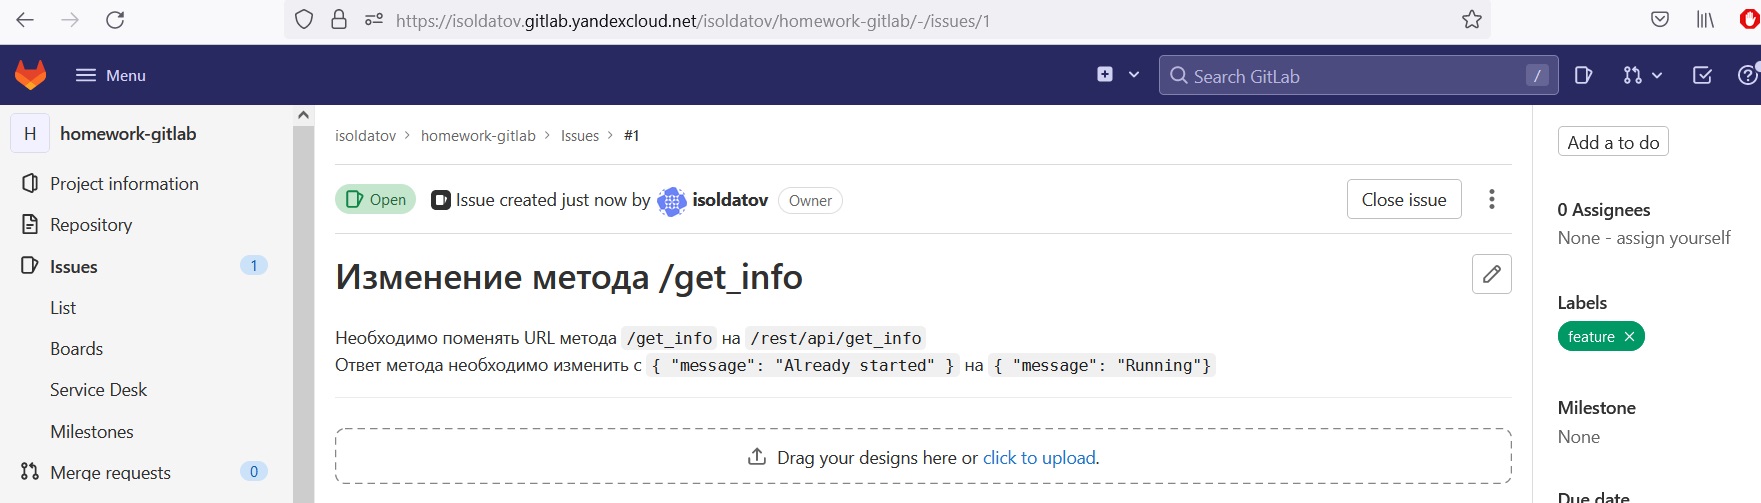 https://isoldatov.gitlab.yandexcloud.net/isoldatov/homework-gitlab/-/issues/1
Menu
Search GitLab
/
H homework-gitlab
Project information
Repository
Issues 1
List
Boards
Service Desk
Milestones
Merge requests 0
isoldatov > homework-gitlab > Issues > #1
Open Issue created just now by isoldatov Owner
Close issue
Изменение метода /get_info
Необходимо поменять URL метода /get_info на /rest/api/get_info
Ответ метода необходимо изменить с { "message": "Already started" } на { "message": "Running"}
Drag your designs here or click to upload.
Add a to do
0 Assignees
None - assign yourself
Labels
feature ×
Milestone
None
Due date